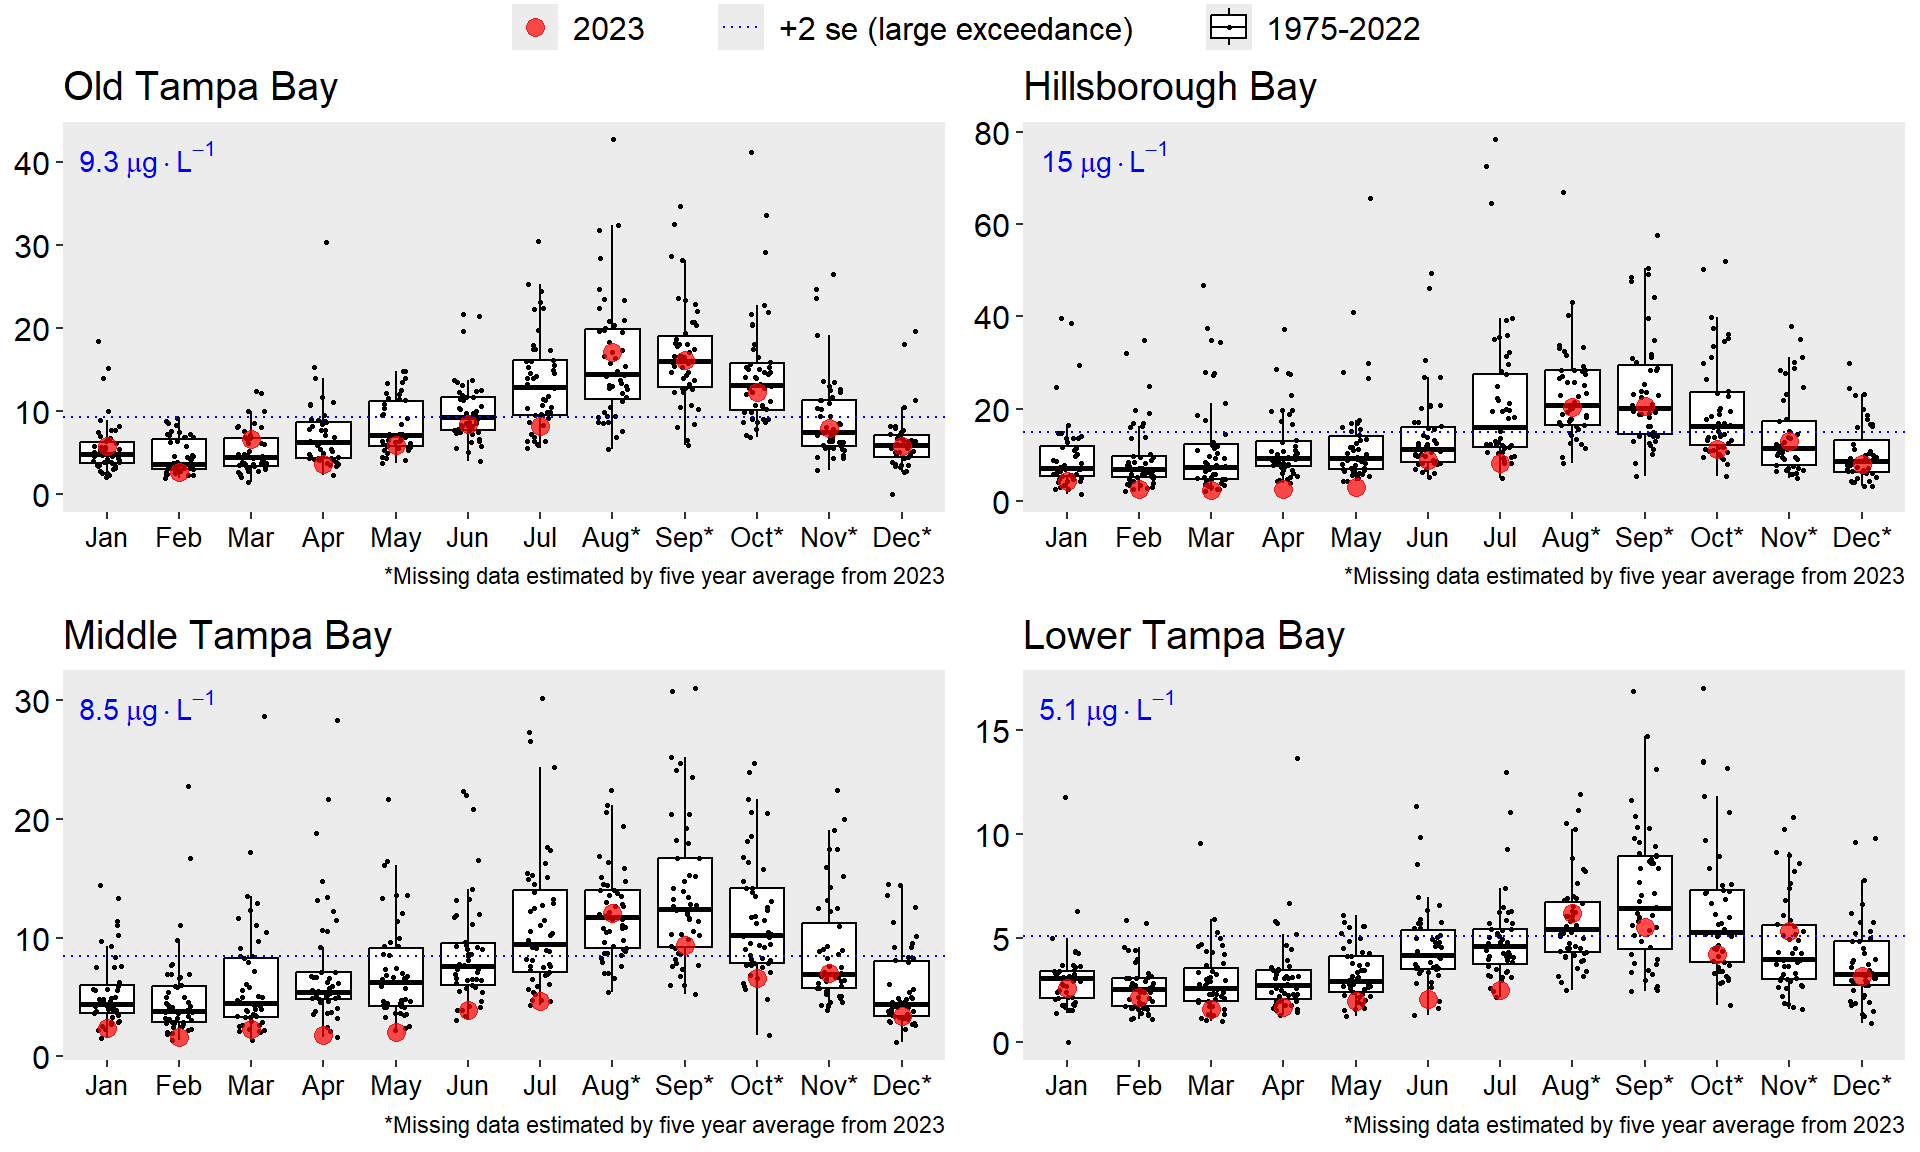 2023 +2 se (large exceedance) 1975-2022
Old Tampa Bay
9.3 μg·L⁻¹
40
30
20
10
0
Jan Feb Mar Apr May Jun Jul Aug* Sep* Oct* Nov* Dec*
*Missing data estimated by five year average from 2023
Hillsborough Bay
15 μg·L⁻¹
80
60
40
20
0
Jan Feb Mar Apr May Jun Jul Aug* Sep* Oct* Nov* Dec*
*Missing data estimated by five year average from 2023
Middle Tampa Bay
8.5 μg·L⁻¹
30
20
10
0
Jan Feb Mar Apr May Jun Jul Aug* Sep* Oct* Nov* Dec*
*Missing data estimated by five year average from 2023
Lower Tampa Bay
5.1 μg·L⁻¹
15
10
5
0
Jan Feb Mar Apr May Jun Jul Aug* Sep* Oct* Nov* Dec*
*Missing data estimated by five year average from 2023